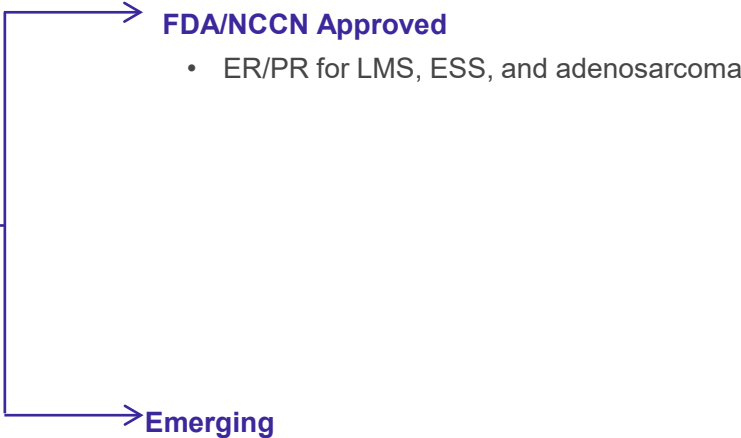 FDA/NCCN Approved
• ER/PR for LMS, ESS, and adenosarcoma
Emerging